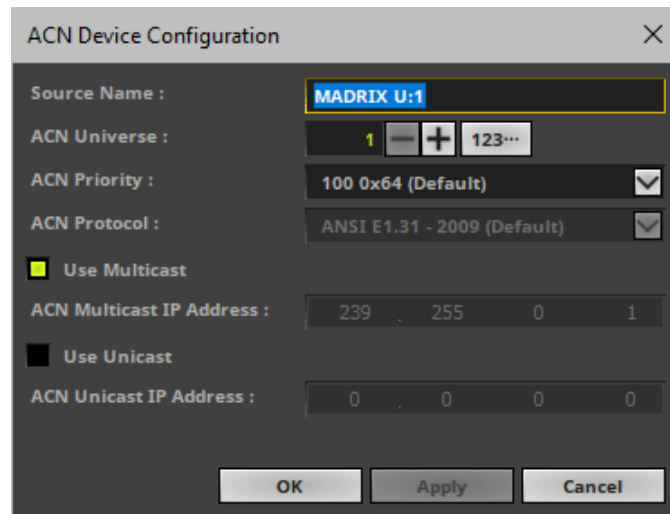 ACN Device Configuration
Source Name : MADRIX U:1
ACN Universe : 1 123...
ACN Priority : 100 0x64 (Default)
ACN Protocol : ANSI E1.31 - 2009 (Default)
Use Multicast
ACN Multicast IP Address : 239 . 255 0 1
Use Unicast
ACN Unicast IP Address : 0 . 0 0 0
OK Apply Cancel